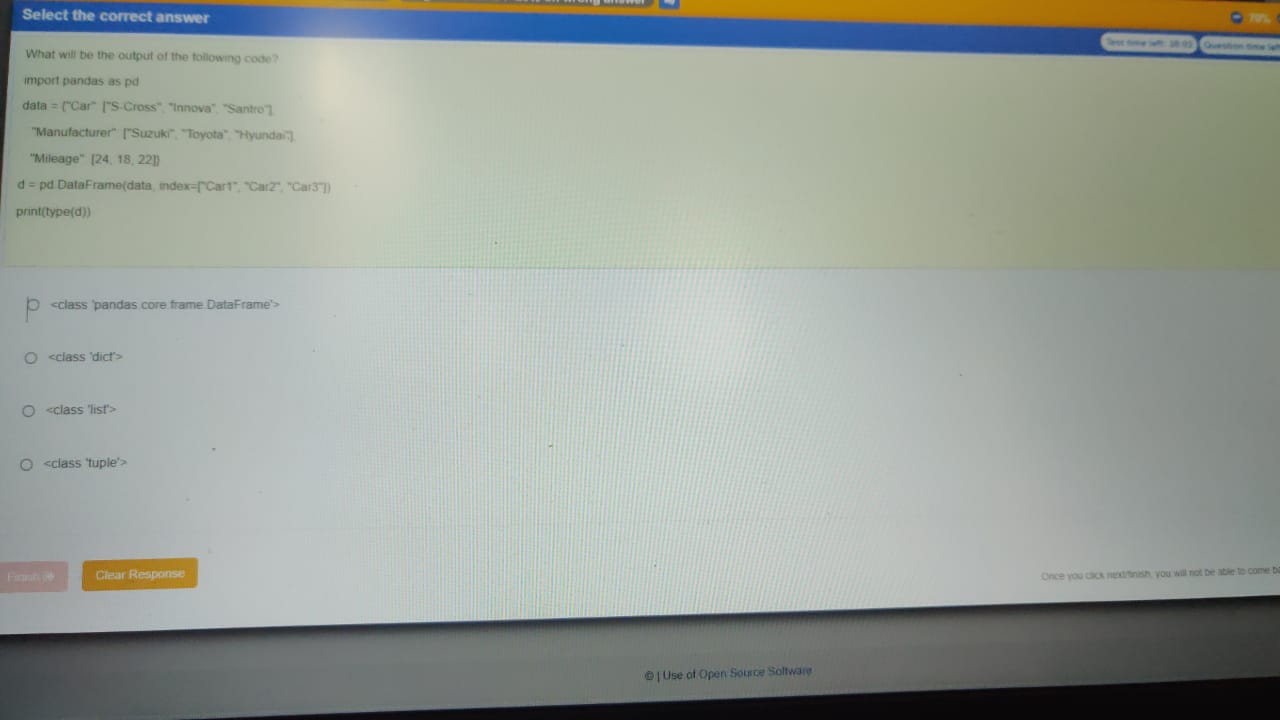 Select the correct answer
70%
Test time left:
Question time left
What will be the output of the following code?
import pandas as pd
data = {"Car" ["S-Cross", "Innova", "Santro"],
"Manufacturer" ["Suzuki", "Toyota", "Hyundai"],
"Mileage" [24, 18, 22]}
d = pd.DataFrame(data, index=["Car1", "Car2", "Car3"])
print(type(d))
<class 'pandas.core.frame.DataFrame'>
<class 'dict'>
<class 'list'>
<class 'tuple'>
Finish
Clear Response
Once you click next/finish, you will not be able to come ba
© | Use of Open Source Software